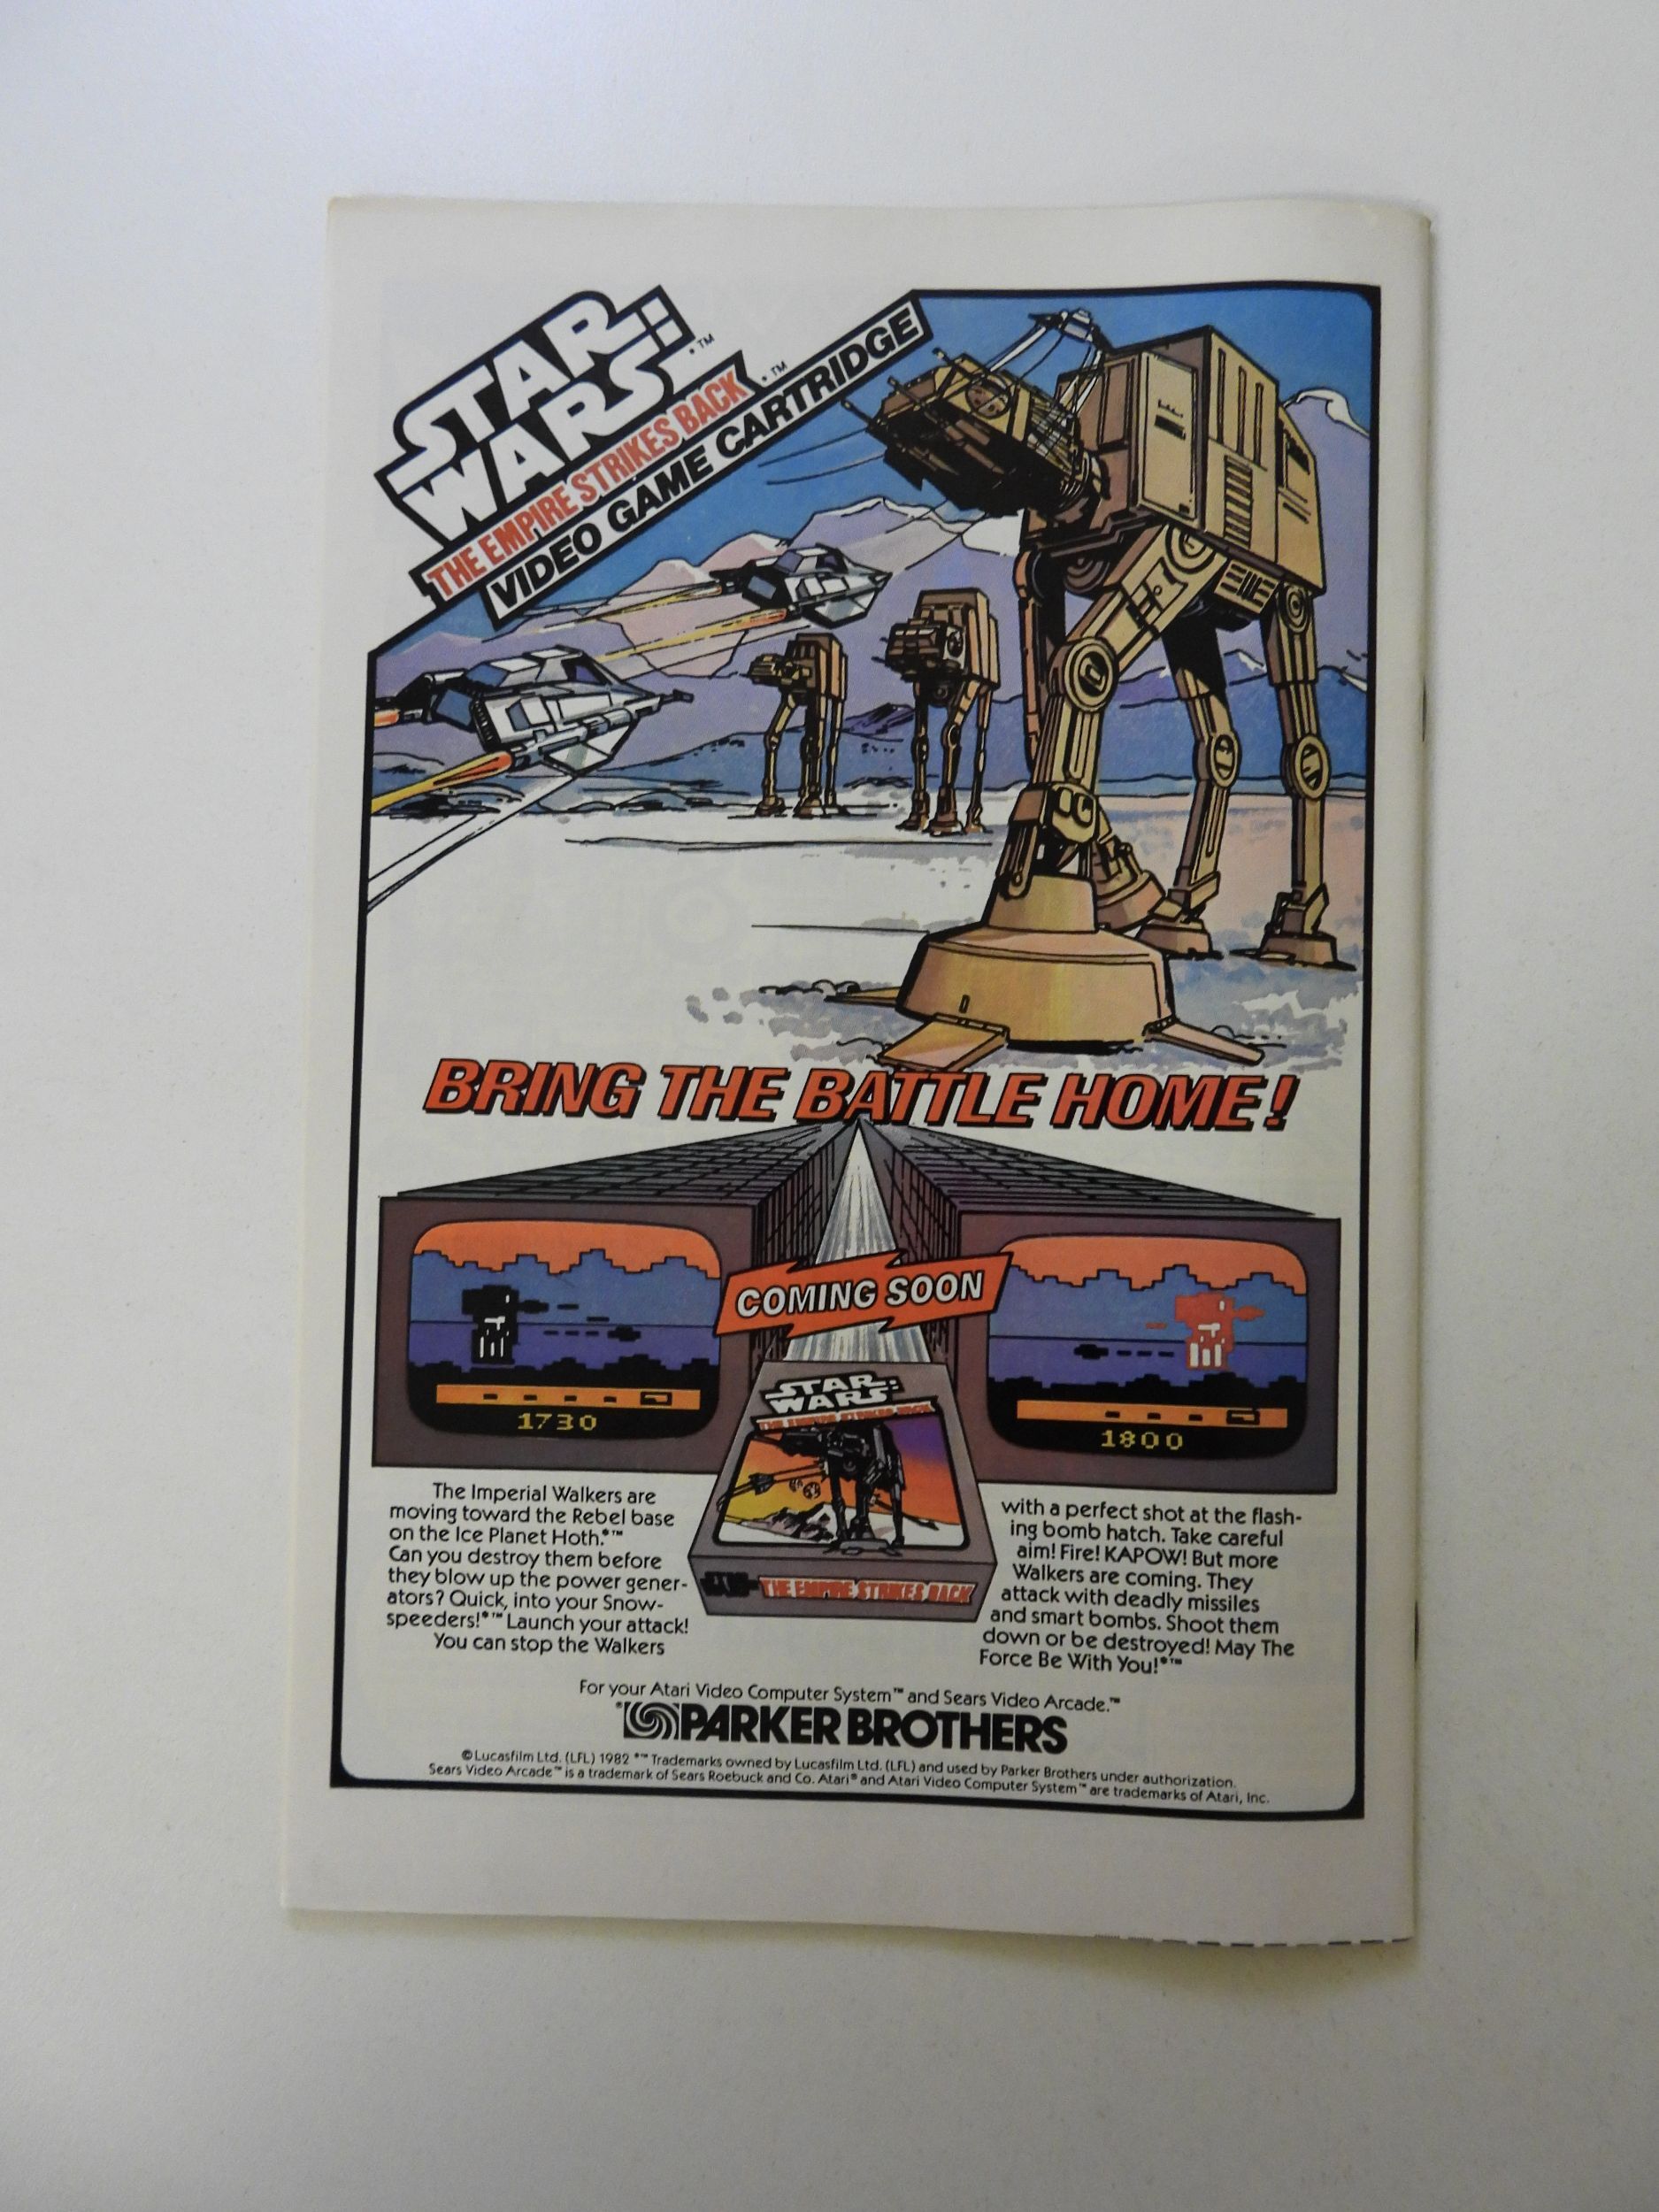 STAR
WARS™
THE EMPIRE STRIKES BACK•™
VIDEO GAME CARTRIDGE
BRING THE BATTLE HOME!
COMING SOON
1730
1800
STAR
WARS
THE EMPIRE STRIKES BACK
THE EMPIRE STRIKES BACK
The Imperial Walkers are
moving toward the Rebel base
on the Ice Planet Hoth.•™
Can you destroy them before
they blow up the power gener-
ators? Quick, into your Snow-
speeders!•™ Launch your attack!
You can stop the Walkers
with a perfect shot at the flash-
ing bomb hatch. Take careful
aim! Fire! KAPOW! But more
Walkers are coming. They
attack with deadly missiles
and smart bombs. Shoot them
down or be destroyed! May The
Force Be With You!•™
For your Atari Video Computer System™ and Sears Video Arcade.™
PARKER BROTHERS
© Lucasfilm Ltd. (LFL) 1982 •™ Trademarks owned by Lucasfilm Ltd. (LFL) and used by Parker Brothers under authorization.
Sears Video Arcade™ is a trademark of Sears Roebuck and Co. Atari® and Atari Video Computer System™ are trademarks of Atari, Inc.